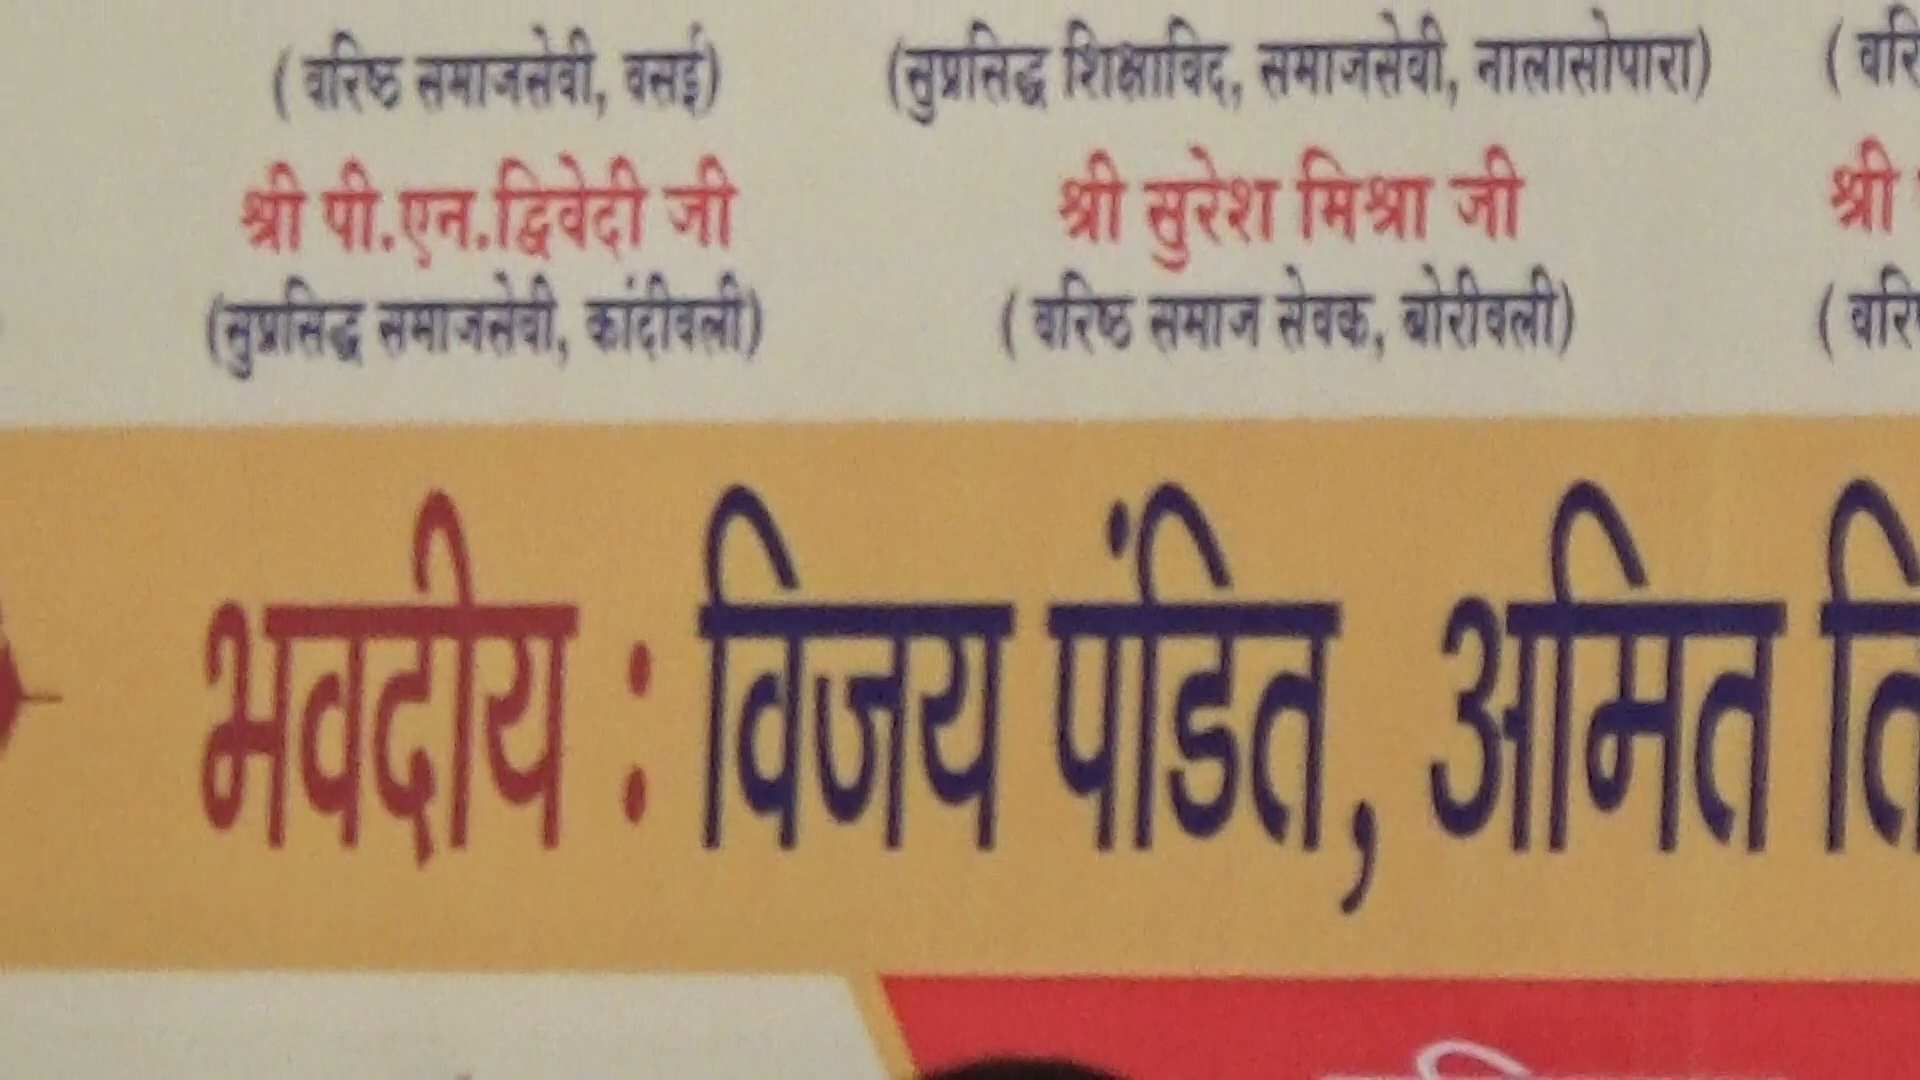 ( वरिष्ठ समाजसेवी, वसई) (सुप्रसिद्ध शिक्षाविद, समाजसेवी, नालासोपारा) (
श्री पी.एन.द्विवेदी जी श्री सुरेश मिश्रा जी श्री
(सुप्रसिद्ध समाजसेवी, कांदीवली) ( वरिष्ठ समाज सेवक, बोरीवली) (
भवदीय : विजय पंडित, अमित